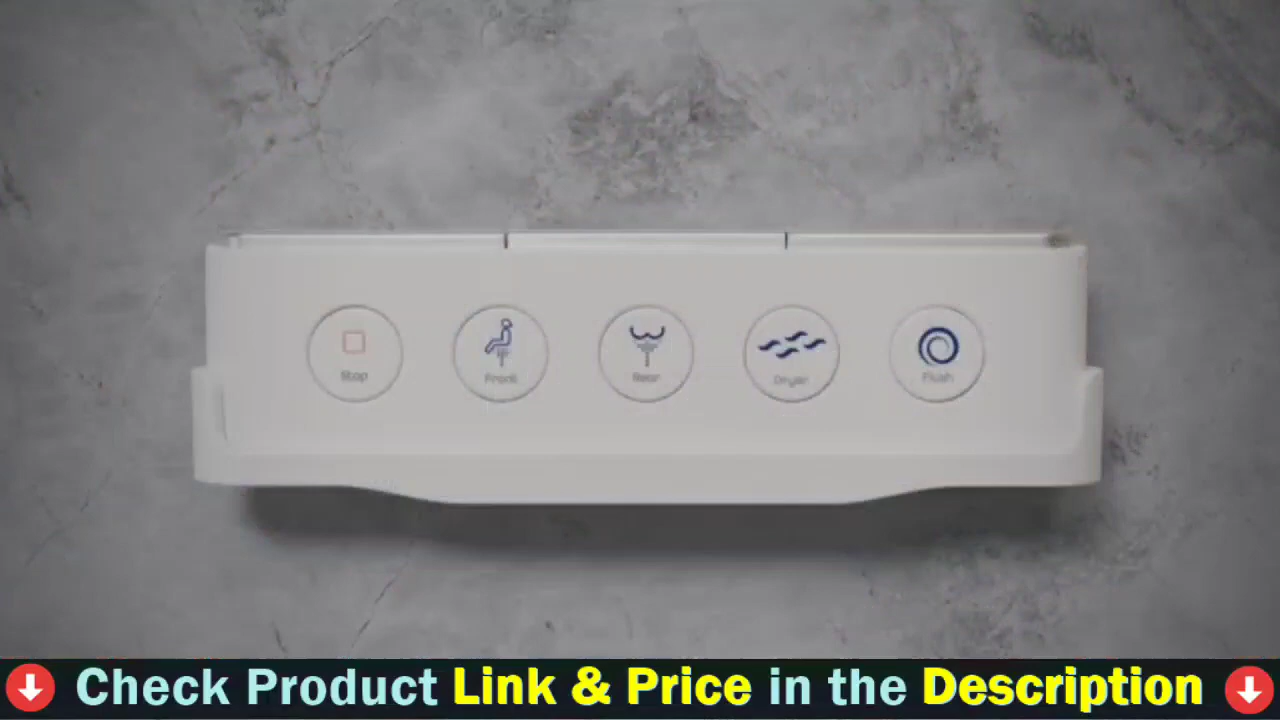 Stop
Front
Rear
Dryer
Flush
Check Product Link & Price in the Description